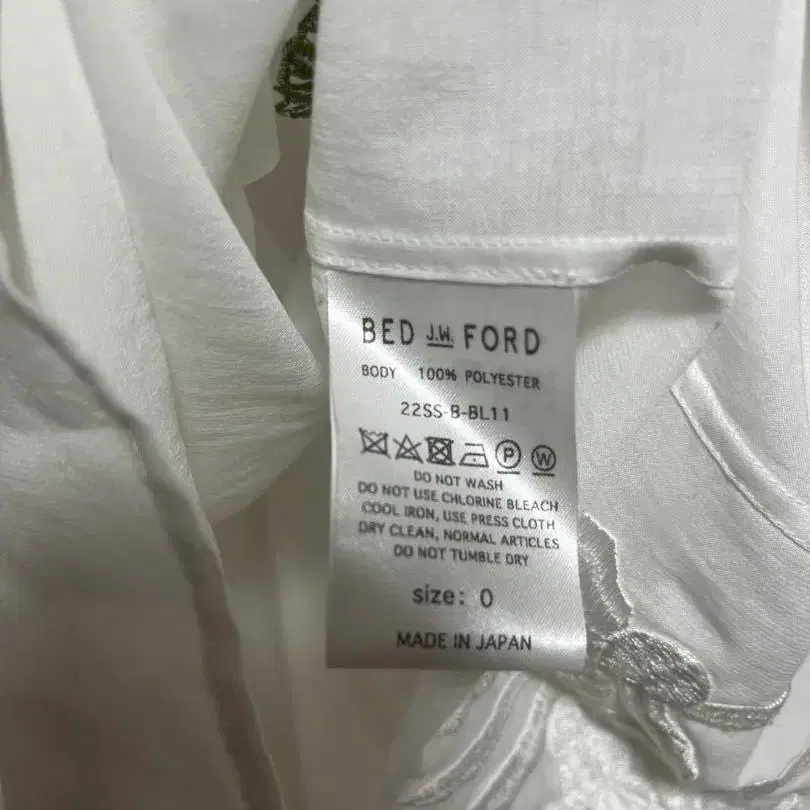 BED J.W. FORD
BODY 100% POLYESTER
22SS-B-BL11
P W
DO NOT WASH
DO NOT USE CHLORINE BLEACH
COOL IRON, USE PRESS CLOTH
DRY CLEAN, NORMAL ARTICLES
DO NOT TUMBLE DRY
size: 0
MADE IN JAPAN